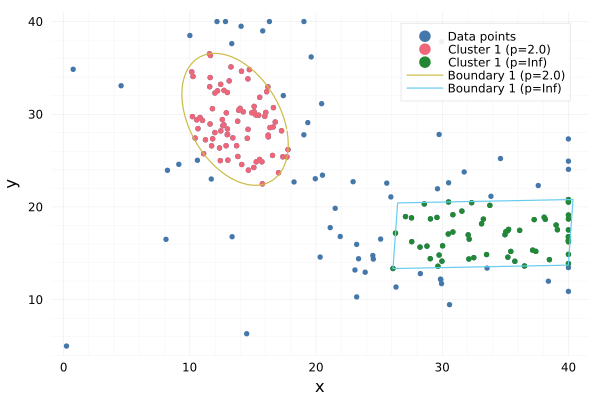 40
30
20
10
y
0
10
20
30
40
x
Data points
Cluster 1 (p=2.0)
Cluster 1 (p=Inf)
Boundary 1 (p=2.0)
Boundary 1 (p=Inf)